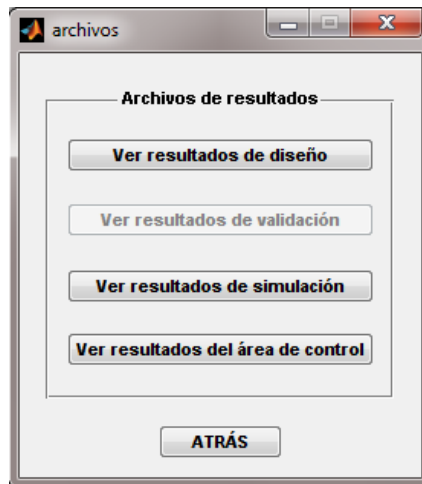 archivos
Archivos de resultados
Ver resultados de diseño
Ver resultados de validación
Ver resultados de simulación
Ver resultados del área de control
ATRÁS